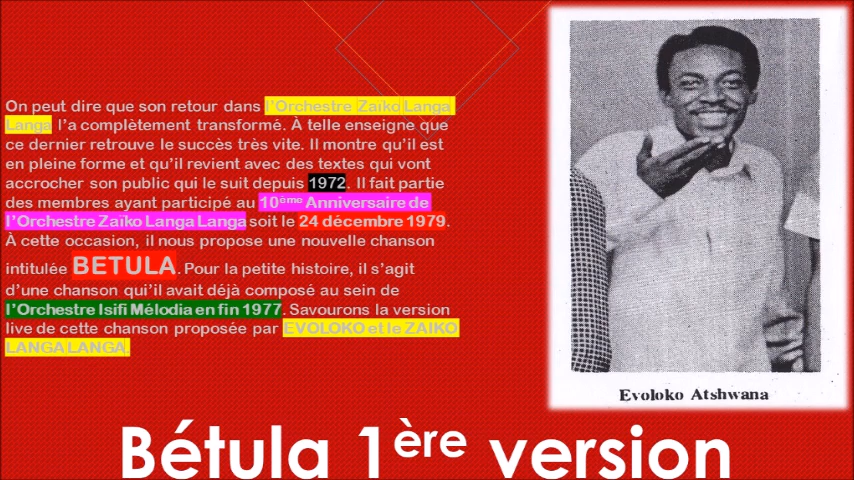 On peut dire que son retour dans l'Orchestre Zaïko Langa
Langa l'a complètement transformé. À telle enseigne que
ce dernier retrouve le succès très vite. Il montre qu'il est
en pleine forme et qu'il revient avec des textes qui vont
accrocher son public qui le suit depuis 1972. Il fait partie
des membres ayant participé au 10ème Anniversaire de
l'Orchestre Zaïko Langa Langa soit le 24 décembre 1979.
À cette occasion, il nous propose une nouvelle chanson
intitulée BETULA. Pour la petite histoire, il s'agit
d'une chanson qu'il avait déjà composé au sein de
l'Orchestre Isifi Mélodia en fin 1977. Savourons la version
live de cette chanson proposée par EVOLOKO et le ZAIKO
LANGA LANGA.
Evoloko Atshwana
Bétula 1ère version